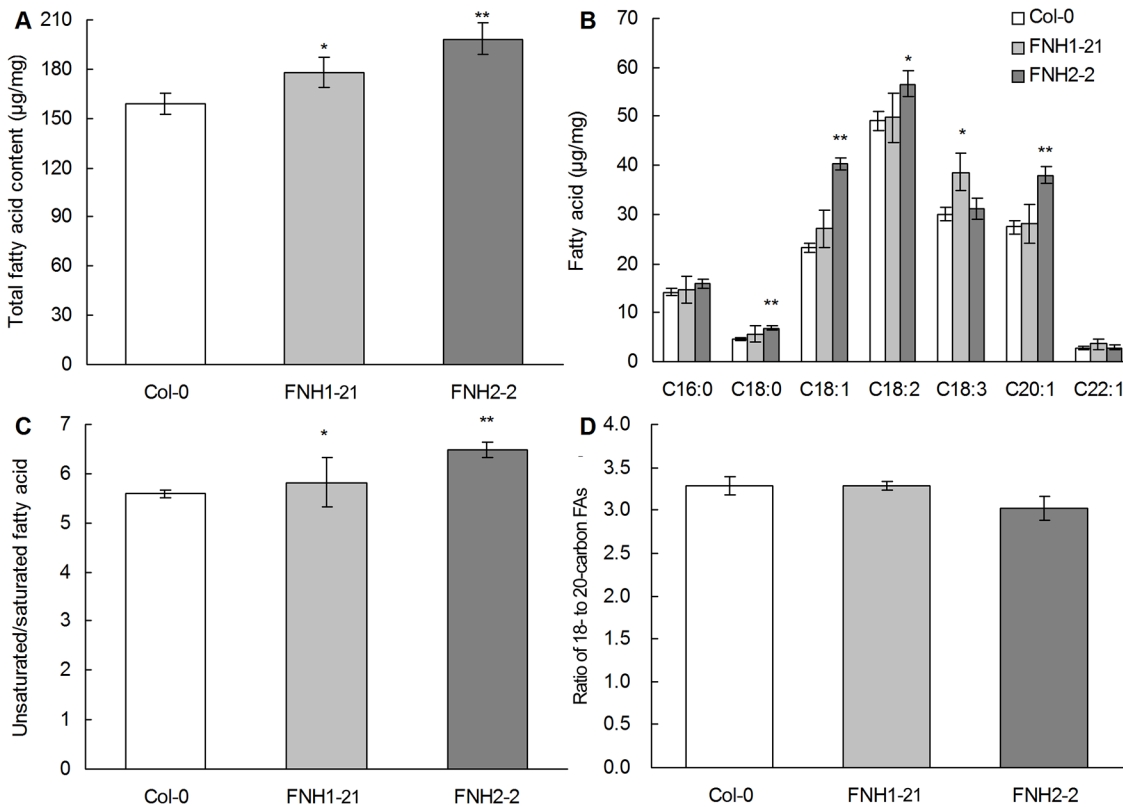 A
Total fatty acid content (µg/mg)
210
180
150
120
90
60
30
0
*
**
Col-0 FNH1-21 FNH2-2
B
Fatty acid (µg/mg)
70
60
50
40
30
20
10
0
Col-0
FNH1-21
FNH2-2
**
**
*
*
**
C16:0 C18:0 C18:1 C18:2 C18:3 C20:1 C22:1
C
Unsaturated/saturated fatty acid
7
6
5
4
3
2
1
0
*
**
Col-0 FNH1-21 FNH2-2
D
Ratio of 18- to 20-carbon FAs
4.0
3.5
3.0
2.5
2.0
1.5
1.0
0.5
0.0
Col-0 FNH1-21 FNH2-2